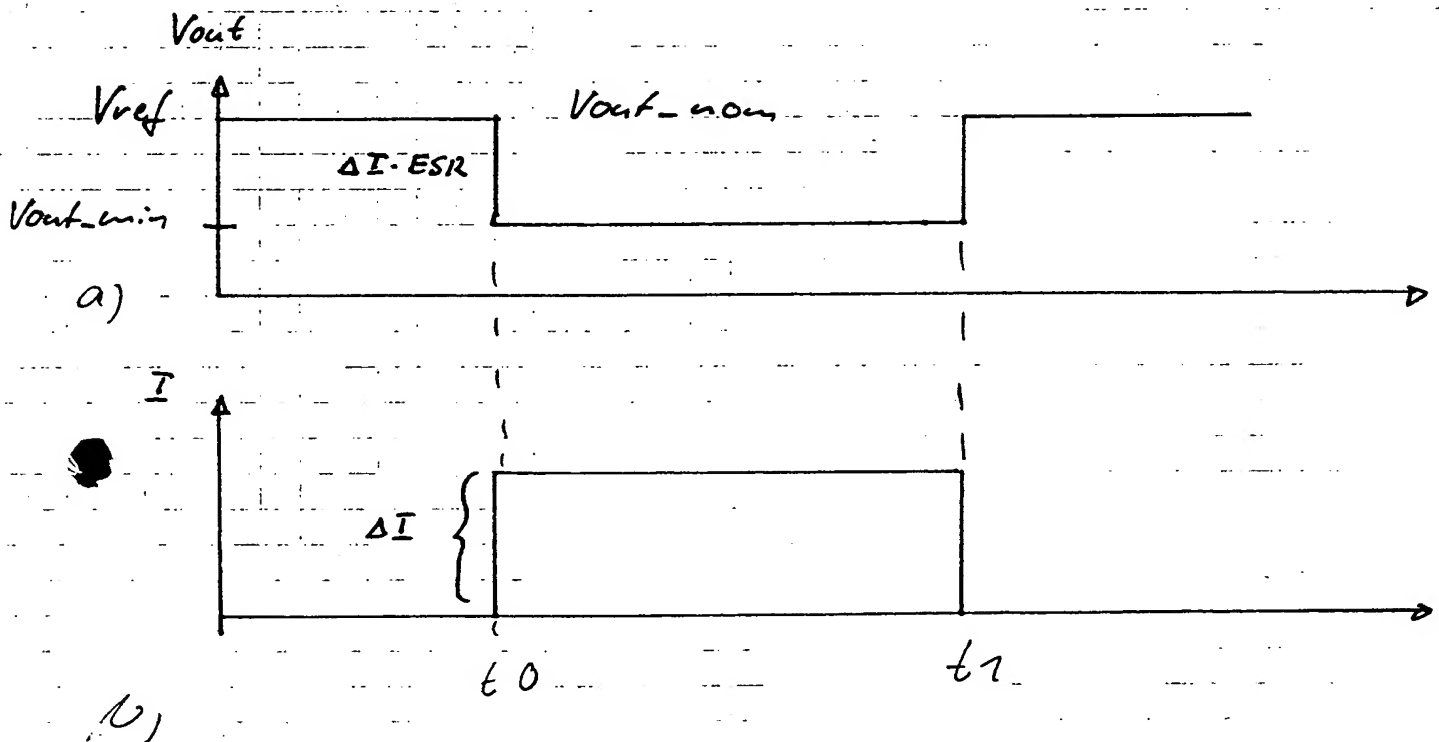 Vout
Vref
Vout_nom
ΔI·ESR
Vout_min
a)
I
ΔI
t0
t1